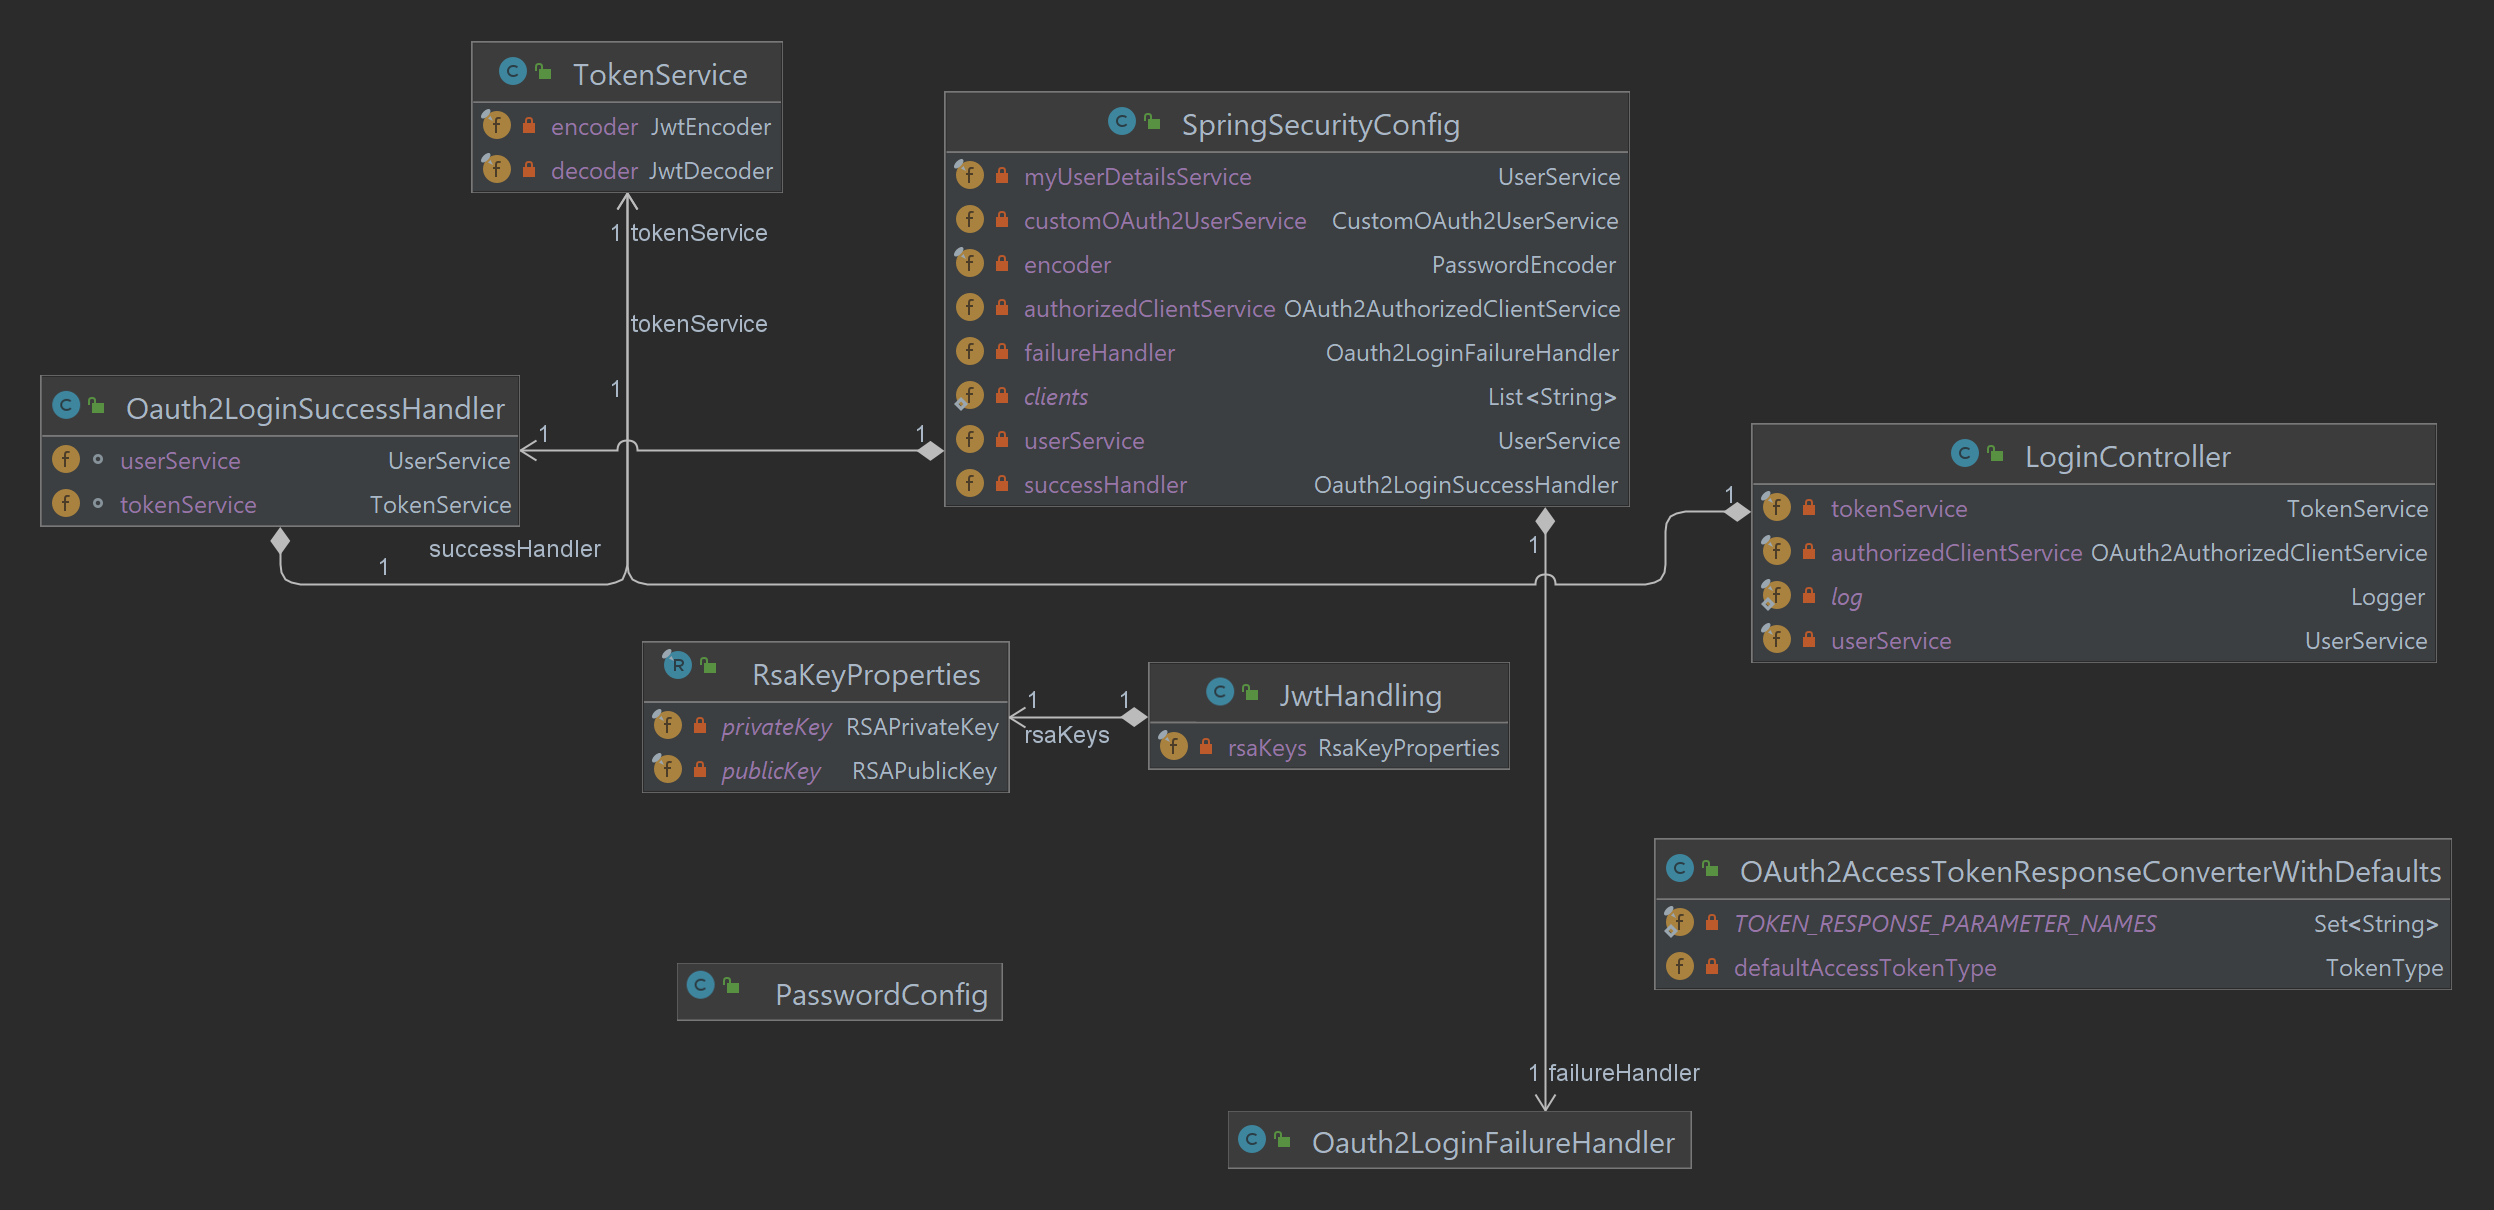 TokenService
encoder JwtEncoder
decoder JwtDecoder
1 tokenService
tokenService
1
SpringSecurityConfig
myUserDetailsService UserService
customOAuth2UserService CustomOAuth2UserService
encoder PasswordEncoder
authorizedClientService OAuth2AuthorizedClientService
failureHandler Oauth2LoginFailureHandler
clients List<String>
userService UserService
successHandler Oauth2LoginSuccessHandler
Oauth2LoginSuccessHandler
userService UserService
tokenService TokenService
1
1
successHandler
1
LoginController
tokenService TokenService
authorizedClientService OAuth2AuthorizedClientService
log Logger
userService UserService
1
1
RsaKeyProperties
privateKey RSAPrivateKey
publicKey RSAPublicKey
1
1
rsaKeys
JwtHandling
rsaKeys RsaKeyProperties
OAuth2AccessTokenResponseConverterWithDefaults
TOKEN_RESPONSE_PARAMETER_NAMES Set<String>
defaultAccessTokenType TokenType
PasswordConfig
1 failureHandler
Oauth2LoginFailureHandler